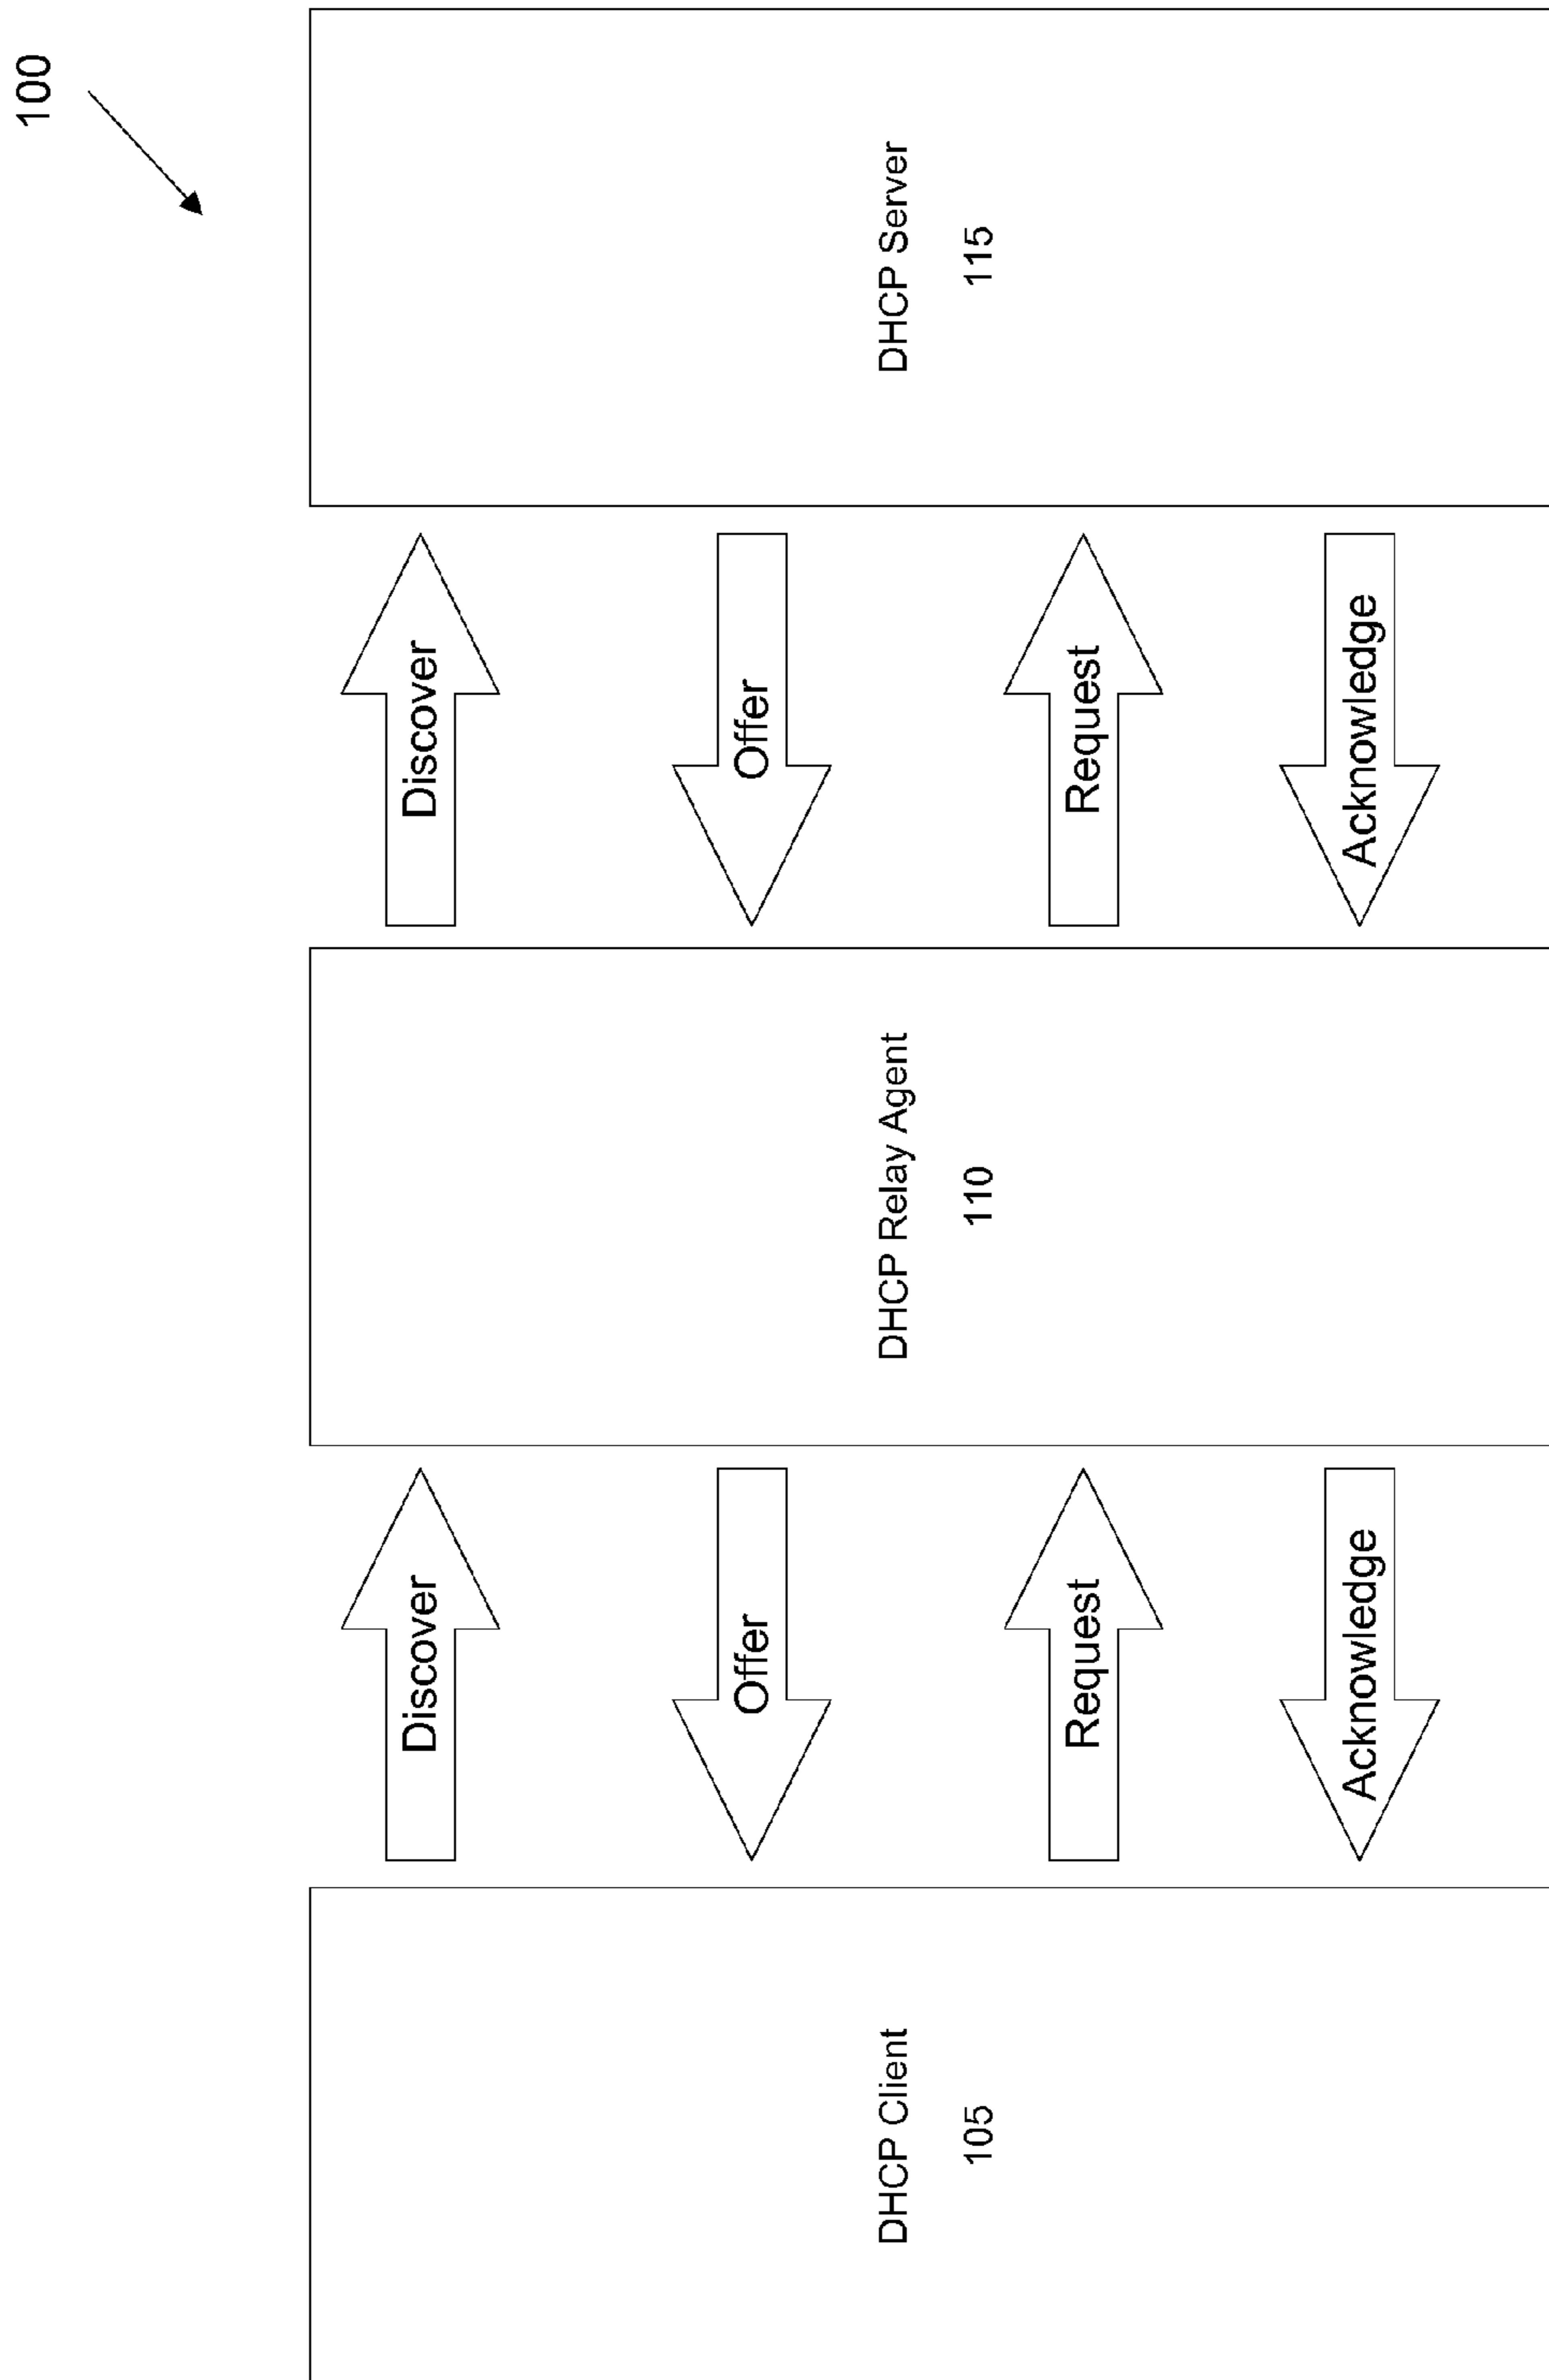 100
DHCP Client
105
Discover
Offer
Request
Acknowledge
DHCP Relay Agent
110
Discover
Offer
Request
Acknowledge
DHCP Server
115